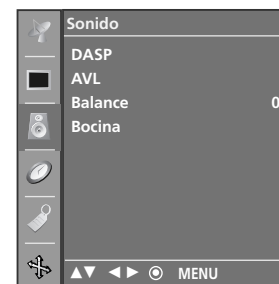 Sonido
DASP
AVL
Balance 0
Bocina
▲▼ ◄► ⦿ MENU